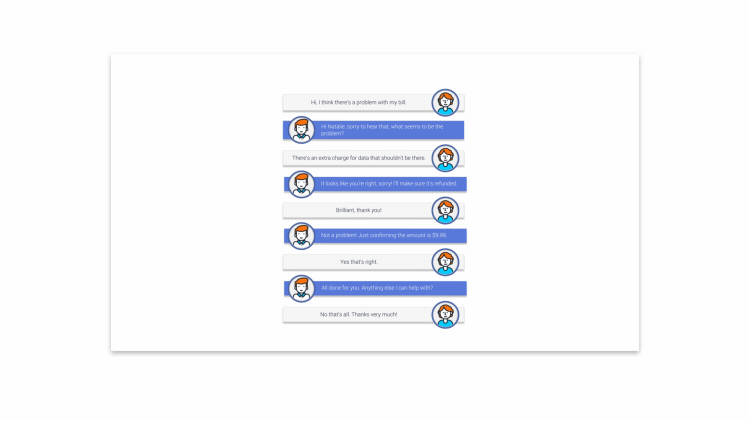 Hi, I think there's a problem with my bill.
Hi Natalie, sorry to hear that, what seems to be the
problem?
There's an extra charge for data that shouldn't be there.
It looks like you're right, sorry! I'll make sure it's refunded.
Brilliant, thank you!
Not a problem! Just confirming the amount is $9.99.
Yes that's right.
All done for you. Anything else I can help with?
No that's all. Thanks very much!